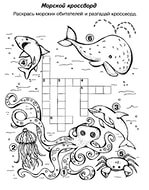 Морской кроссворд
Раскрась морских обитателей и разгадай кроссворд.